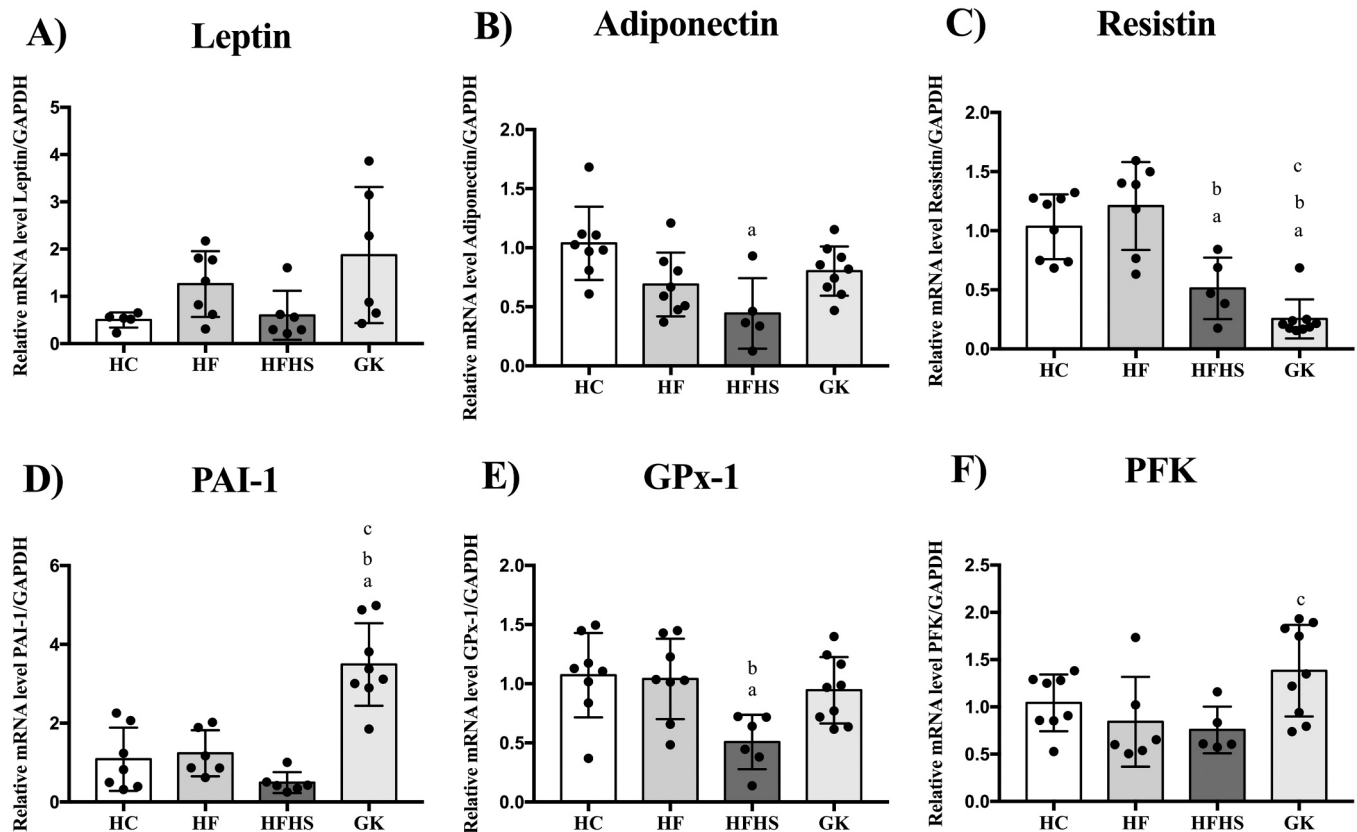 A) Leptin
Relative mRNA level Leptin/GAPDH
5
4
3
2
1
0
HC HF HFHS GK
B) Adiponectin
Relative mRNA level Adiponectin/GAPDH
2.0
1.5
1.0
0.5
0.0
a
HC HF HFHS GK
C) Resistin
Relative mRNA level Resistin/GAPDH
2.0
1.5
1.0
0.5
0.0
b
a
c
b
a
HC HF HFHS GK
D) PAI-1
Relative mRNA level PAI-1/GAPDH
6
4
2
0
c
b
a
HC HF HFHS GK
E) GPx-1
Relative mRNA level GPx-1/GAPDH
2.0
1.5
1.0
0.5
0.0
b
a
HC HF HFHS GK
F) PFK
Relative mRNA level PFK/GAPDH
2.5
2.0
1.5
1.0
0.5
0.0
c
HC HF HFHS GK